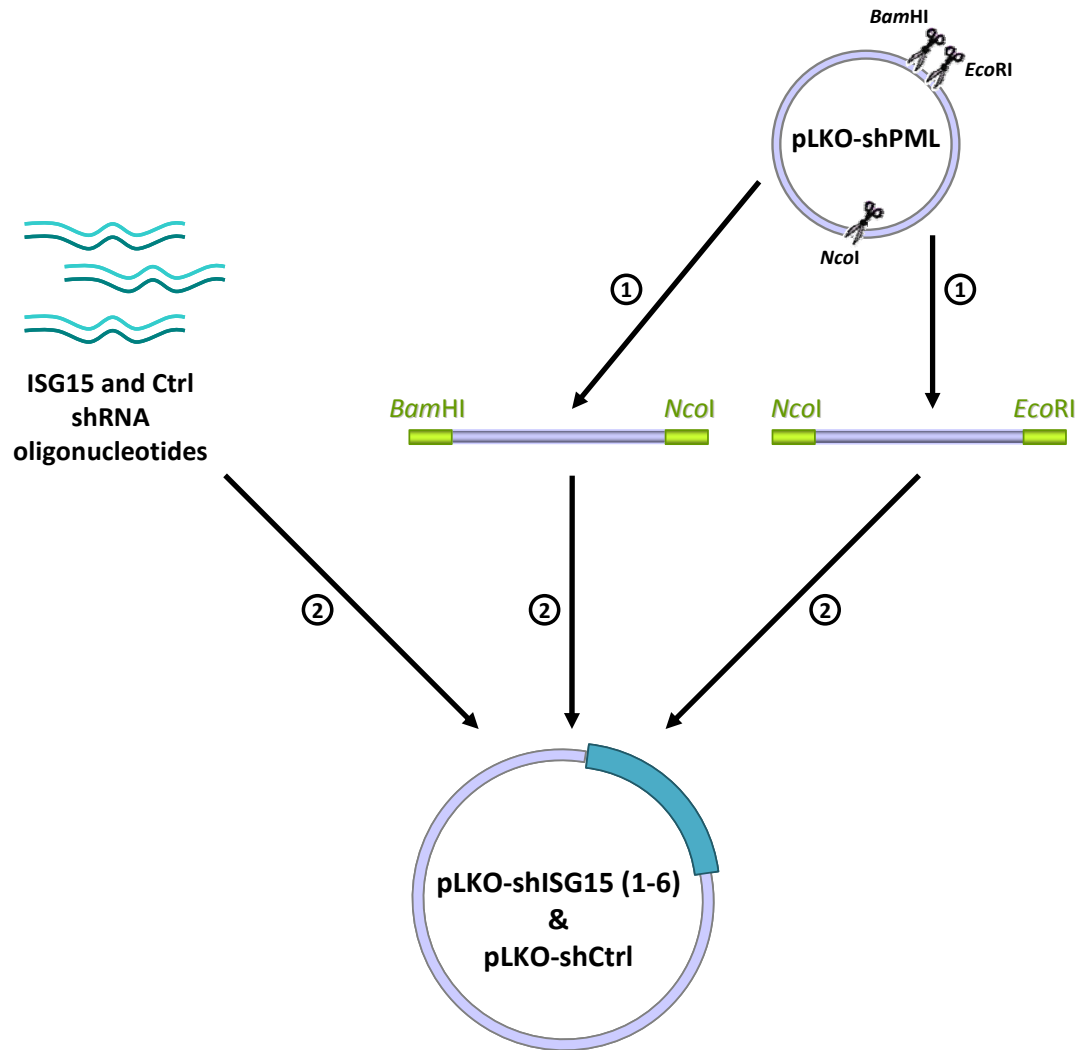 BamHI
EcoRI
pLKO-shPML
NcoI
1
1
ISG15 and Ctrl
shRNA
oligonucleotides
BamHI
NcoI
NcoI
EcoRI
2
2
2
pLKO-shISG15 (1-6)
&
pLKO-shCtrl